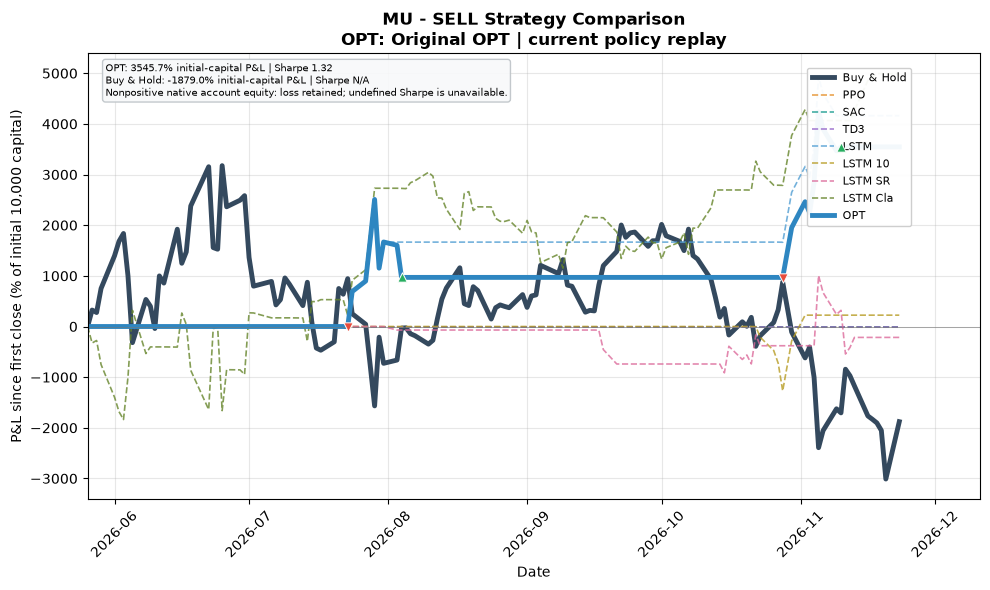 MU - SELL Strategy Comparison
OPT: Original OPT | current policy replay
OPT: 3545.7% initial-capital P&L | Sharpe 1.32
Buy & Hold: -1879.0% initial-capital P&L | Sharpe N/A
Nonpositive native account equity: loss retained; undefined Sharpe is unavailable.
Buy & Hold
PPO
SAC
TD3
LSTM
LSTM 10
LSTM SR
LSTM Cla
OPT
P&L since first close (% of initial 10,000 capital)
5000
4000
3000
2000
1000
0
−1000
−2000
−3000
2026-06
2026-07
2026-08
2026-09
2026-10
2026-11
2026-12
Date